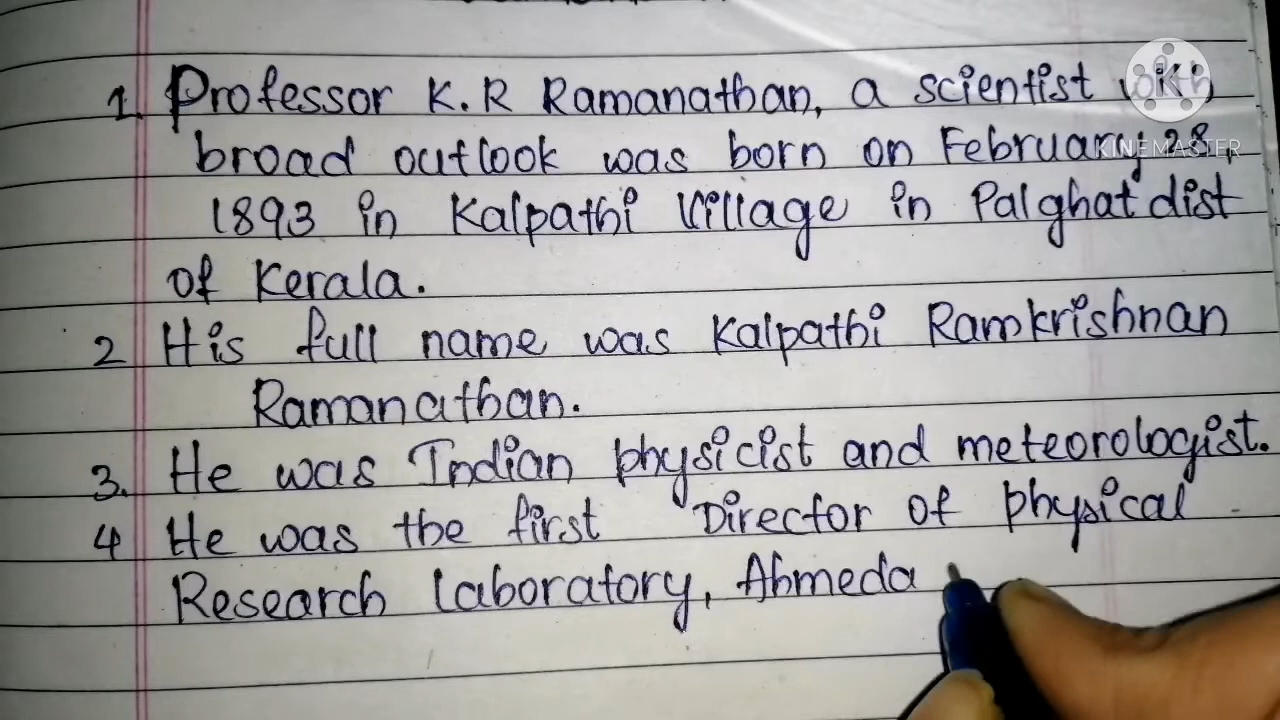 1. Professor K.R Ramanathan, a scientist with
broad outlook was born on February 28,
1893 in Kalpathi Village in Palghat dist
of Kerala.
2 His full name was Kalpathi Ramkrishnan
Ramanathan.
3. He was Indian physicist and meteorologist.
4 He was the first Director of physical
Research Laboratory, Ahmeda
K
KINEMASTER